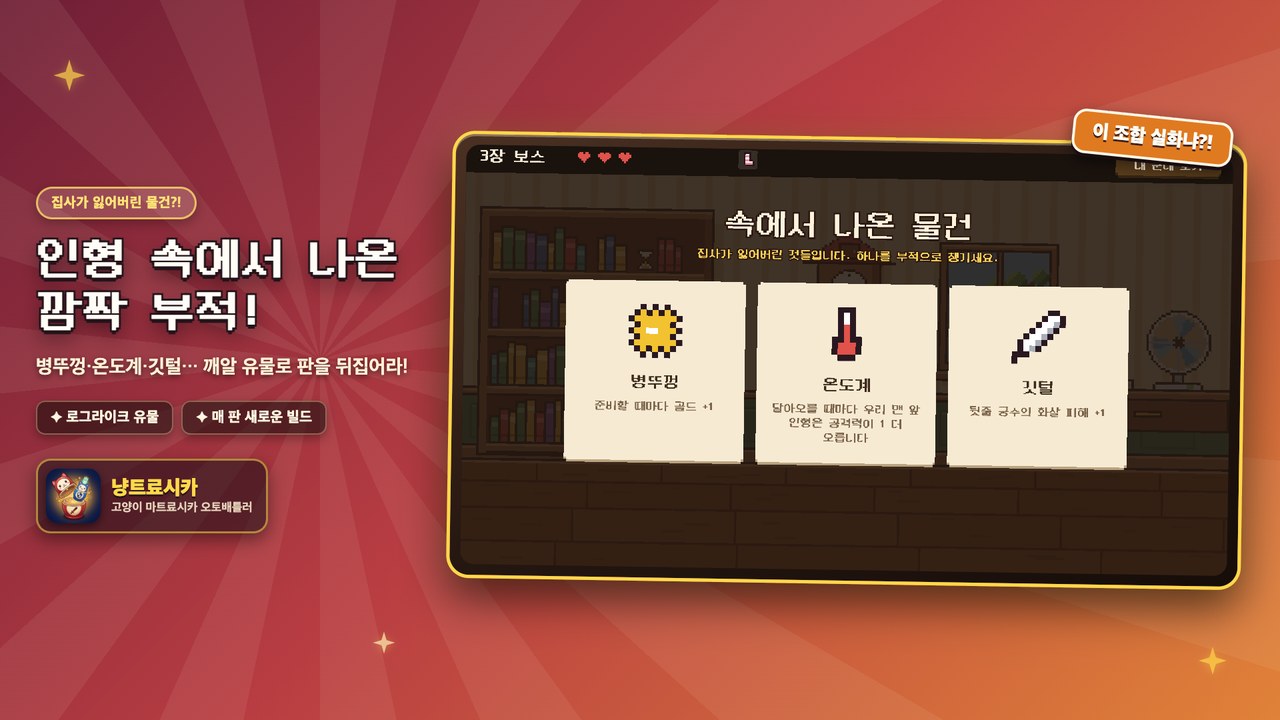 집사가 잃어버린 물건?!
인형 속에서 나온
깜짝 부적!
병뚜껑·온도계·깃털… 깨알 유물로 판을 뒤집어라!
✦ 로그라이크 유물
✦ 매 판 새로운 빌드
냥트료시카
고양이 마트료시카 오토배틀러
이 조합 실화냐?!
3장 보스
속에서 나온 물건
집사가 잃어버린 것들입니다. 하나를 부적으로 챙기세요.
병뚜껑
준비할 때마다 골드 +1
온도계
달아오를 때마다 우리 맨 앞
인형은 공격력이 1 더
오릅니다
깃털
뒷줄 궁수의 화살 피해 +1